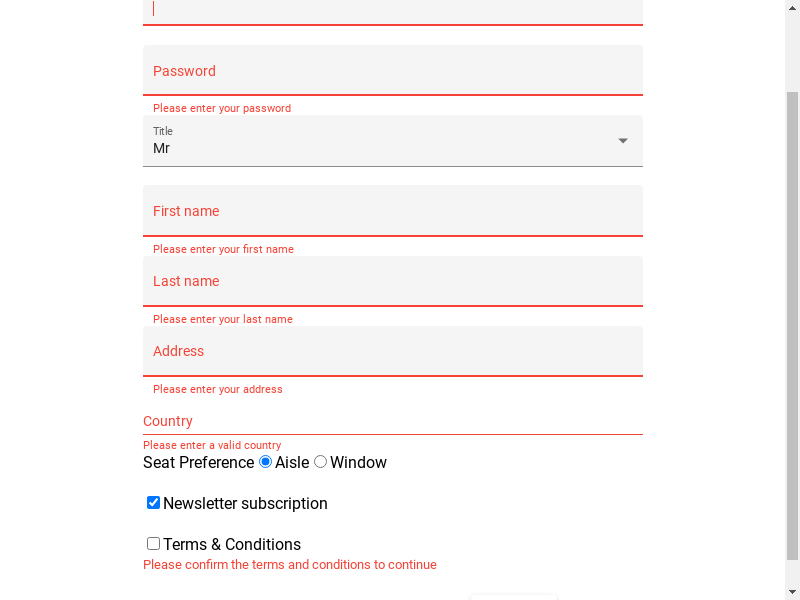 Password
Please enter your password
Title
Mr
First name
Please enter your first name
Last name
Please enter your last name
Address
Please enter your address
Country
Please enter a valid country
Seat Preference Aisle Window
Newsletter subscription
Terms & Conditions
Please confirm the terms and conditions to continue